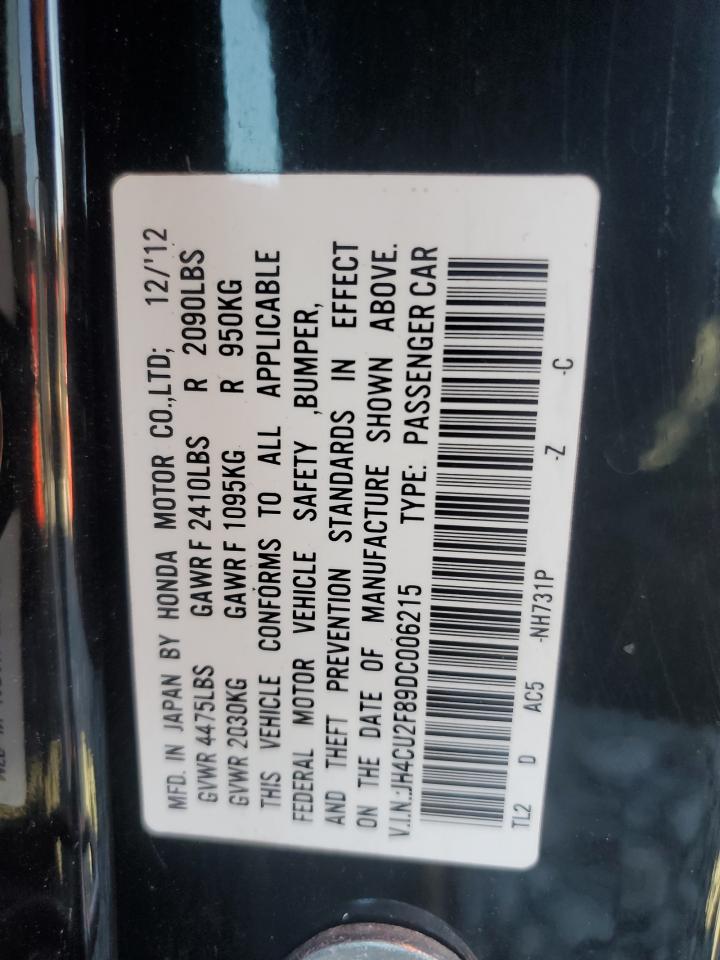 MFD. IN JAPAN BY HONDA MOTOR CO.,LTD; 12/'12
GVWR 4475LBS GAWR F 2410LBS R 2090LBS
GVWR 2030KG GAWR F 1095KG R 950KG
THIS VEHICLE CONFORMS TO ALL APPLICABLE
FEDERAL MOTOR VEHICLE SAFETY ,BUMPER,
AND THEFT PREVENTION STANDARDS IN EFFECT
ON THE DATE OF MANUFACTURE SHOWN ABOVE.
V.I.N.:JH4CU2F89DC006215 TYPE: PASSENGER CAR
TL2 D AC5 -NH731P -Z -C